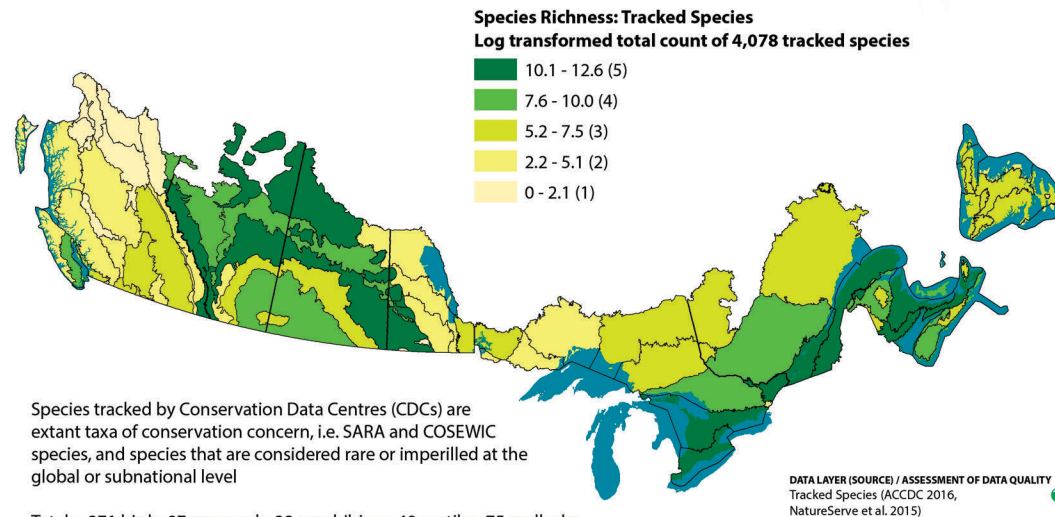 Species Richness: Tracked Species
Log transformed total count of 4,078 tracked species
10.1 - 12.6 (5)
7.6 - 10.0 (4)
5.2 - 7.5 (3)
2.2 - 5.1 (2)
0 - 2.1 (1)
Species tracked by Conservation Data Centres (CDCs) are
extant taxa of conservation concern, i.e. SARA and COSEWIC
species, and species that are considered rare or imperilled at the
global or subnational level
DATA LAYER (SOURCE) / ASSESSMENT OF DATA QUALITY
Tracked Species (ACCDC 2016,
NatureServe et al. 2015)